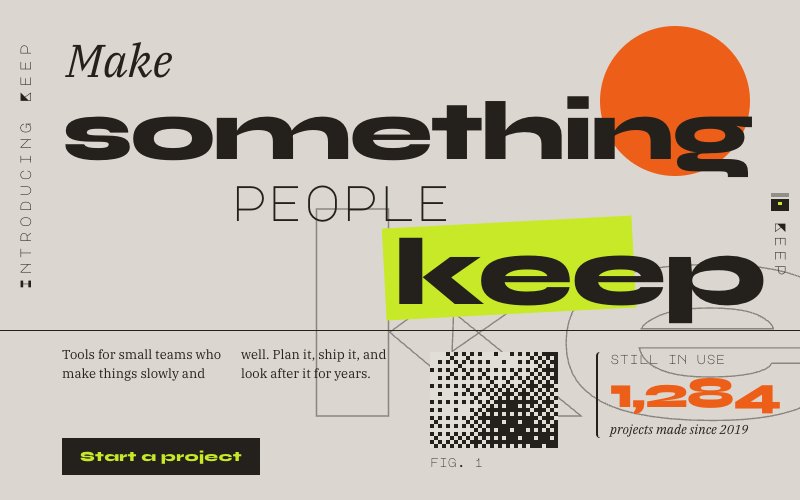 INTRODUCING KEEP
Make
something
PEOPLE
keep
KEEP
Tools for small teams who
make things slowly and
well. Plan it, ship it, and
look after it for years.
Start a project
FIG. 1
STILL IN USE
1,284
projects made since 2019
Ke